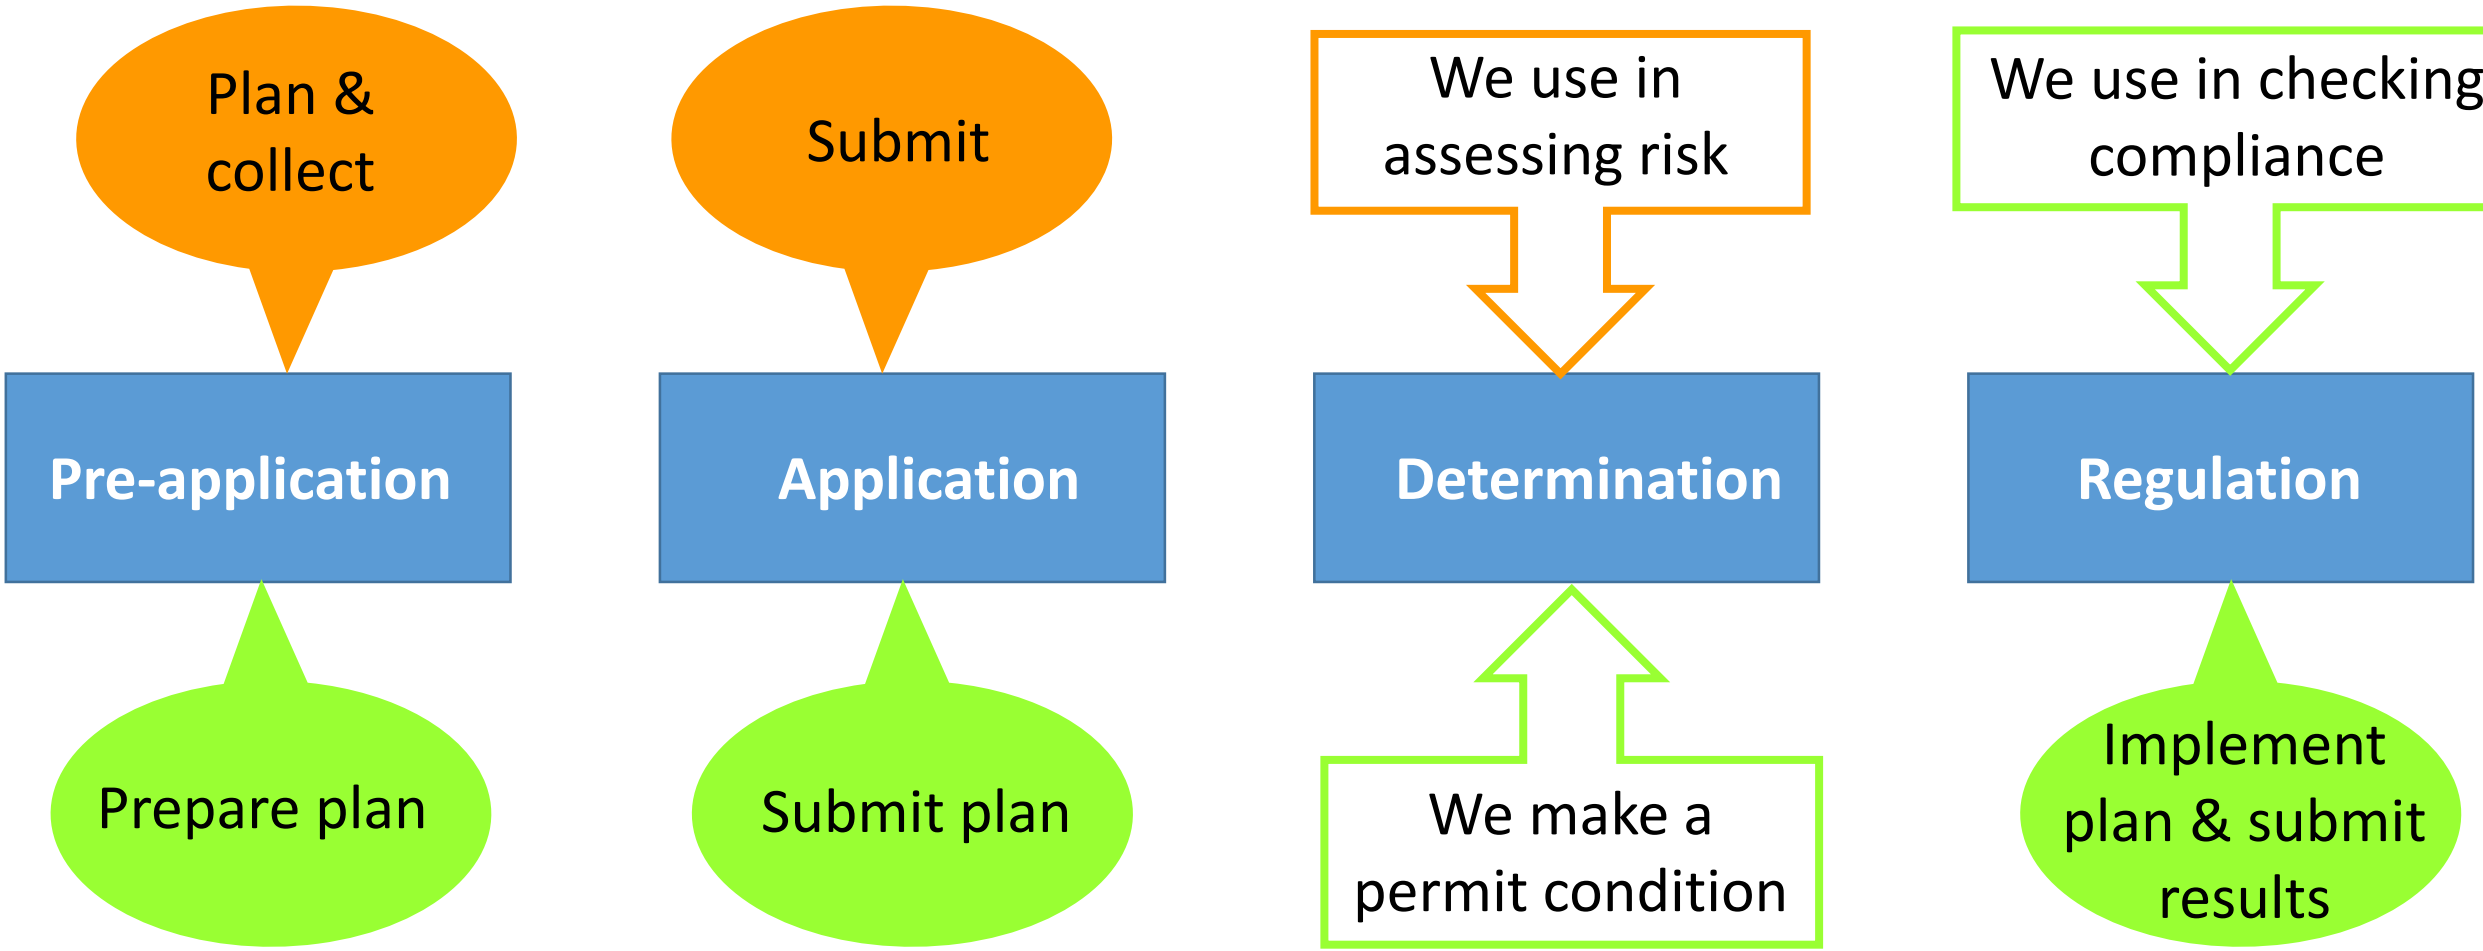 Plan &
collect
Submit
We use in
assessing risk
We use in checking
compliance
Pre-application
Application
Determination
Regulation
Prepare plan
Submit plan
We make a
permit condition
Implement
plan & submit
results